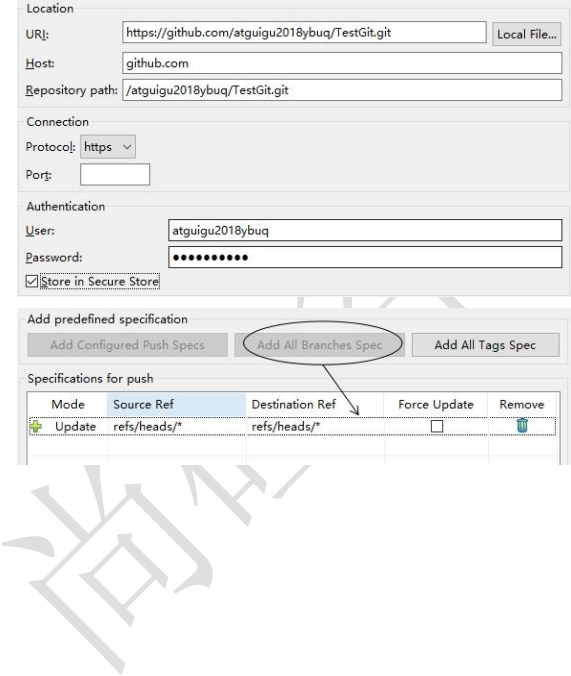 Location
URI: https://github.com/atguigu2018ybuq/TestGit.git Local File...
Host: github.com
Repository path: /atguigu2018ybuq/TestGit.git
Connection
Protocol: https
Port:
Authentication
User: atguigu2018ybuq
Password: ●●●●●●●●●●
Store in Secure Store
Add predefined specification
Add Configured Push Specs Add All Branches Spec Add All Tags Spec
Specifications for push
Mode Source Ref Destination Ref Force Update Remove
Update refs/heads/* refs/heads/*